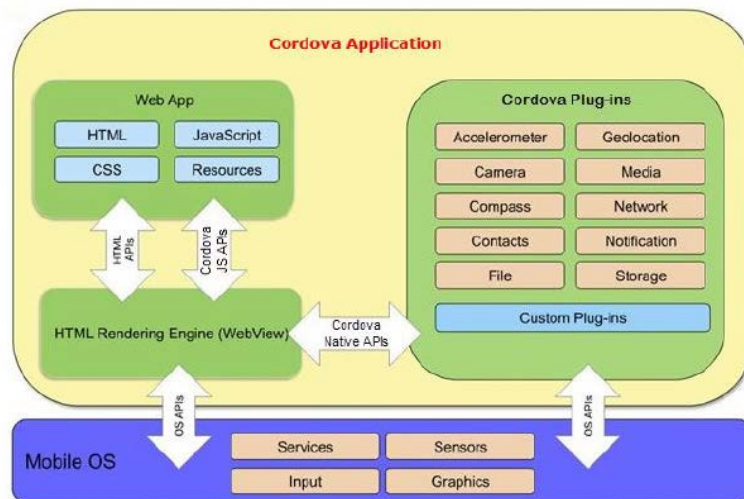 Cordova Application
Web App
HTML
JavaScript
CSS
Resources
HTML
APIs
Cordova
JS APIs
HTML Rendering Engine (WebView)
Cordova
Native APIs
Cordova Plug-ins
Accelerometer
Geolocation
Camera
Media
Compass
Network
Contacts
Notification
File
Storage
Custom Plug-ins
OS APIs
OS APIs
Mobile OS
Services
Sensors
Input
Graphics